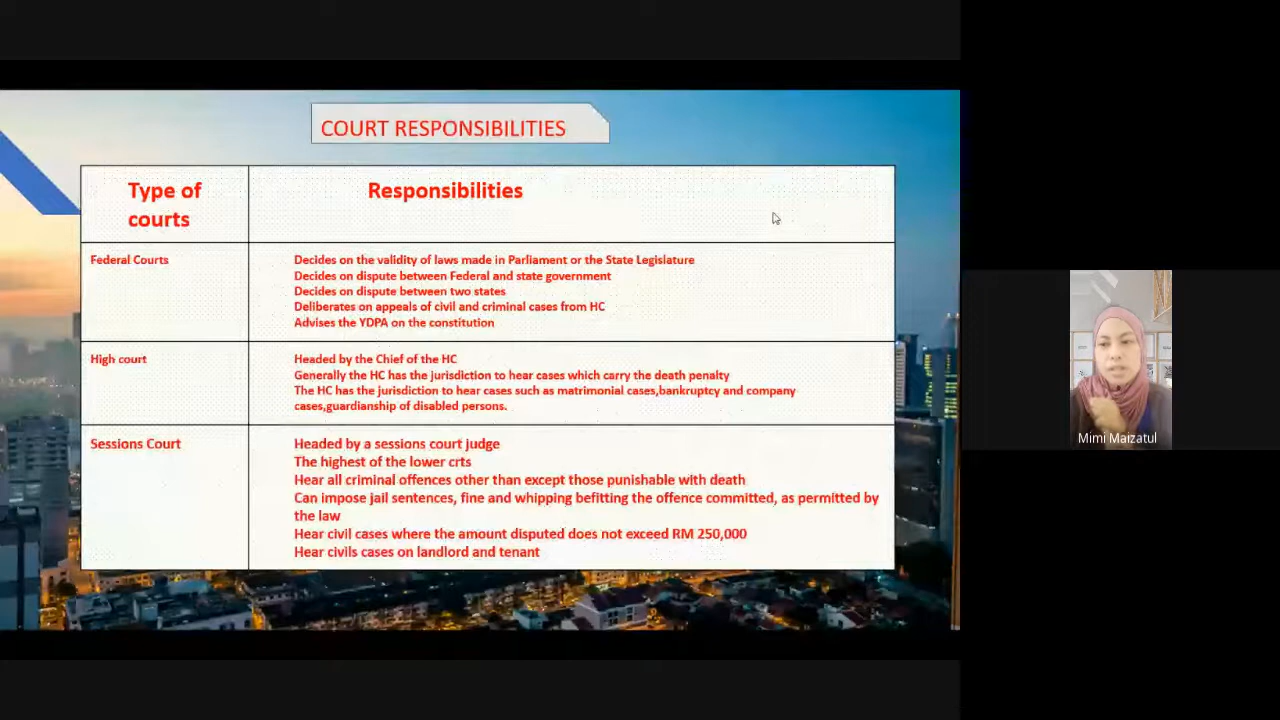 COURT RESPONSIBILITIES
Type of
courts
Responsibilities
Federal Courts
Decides on the validity of laws made in Parliament or the State Legislature
Decides on dispute between Federal and state government
Decides on dispute between two states
Deliberates on appeals of civil and criminal cases from HC
Advises the YDPA on the constitution
High court
Headed by the Chief of the HC
Generally the HC has the jurisdiction to hear cases which carry the death penalty
The HC has the jurisdiction to hear cases such as matrimonial cases,bankruptcy and company
cases,guardianship of disabled persons.
Sessions Court
Headed by a sessions court judge
The highest of the lower crts
Hear all criminal offences other than except those punishable with death
Can impose jail sentences, fine and whipping befitting the offence committed, as permitted by
the law
Hear civil cases where the amount disputed does not exceed RM 250,000
Hear civils cases on landlord and tenant
Mimi Maizatul